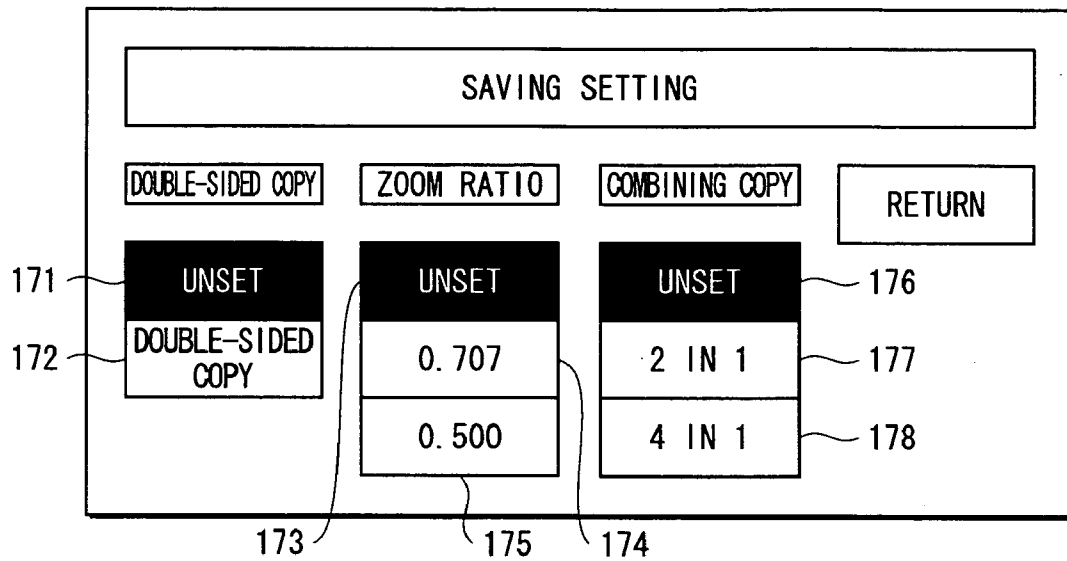 SAVING SETTING
DOUBLE-SIDED COPY
ZOOM RATIO
COMBINING COPY
RETURN
171
UNSET
UNSET
UNSET
176
172
DOUBLE-SIDED
COPY
0.707
2 IN 1
177
0.500
4 IN 1
178
173
175
174